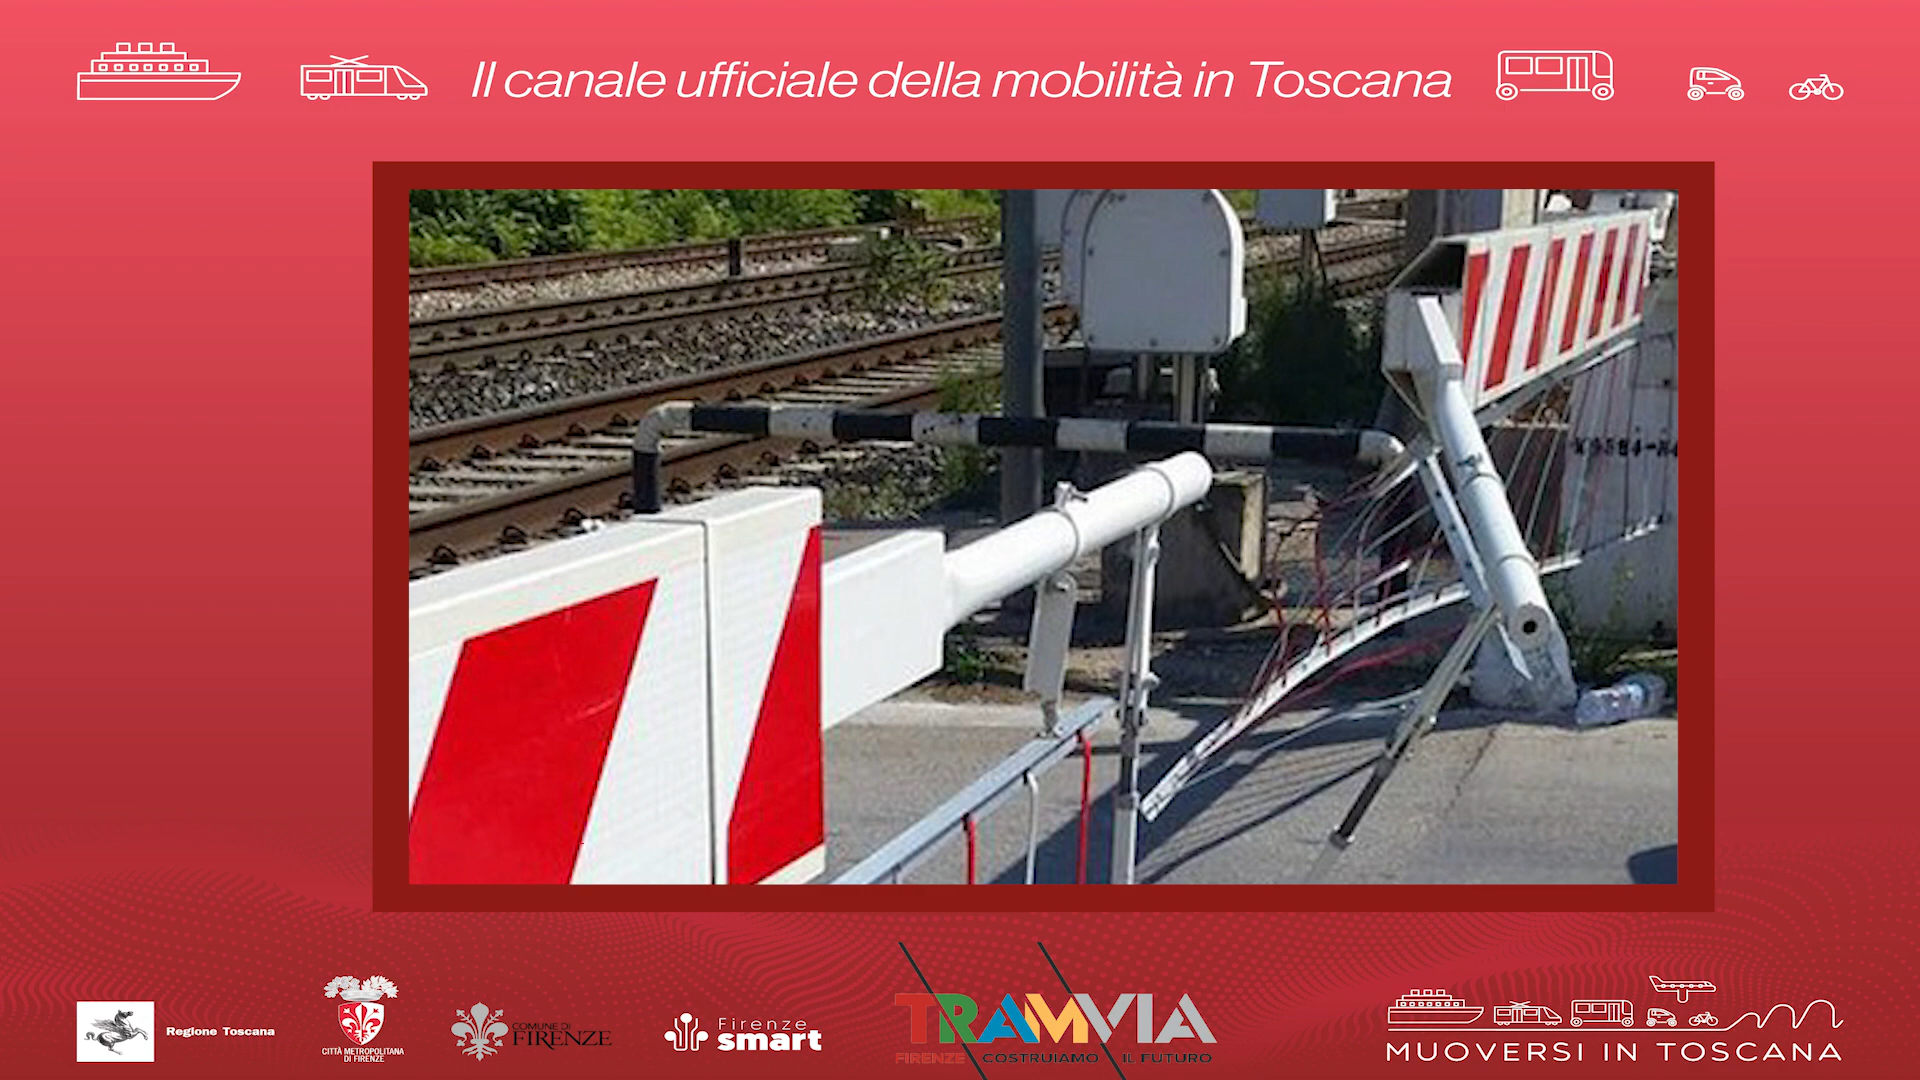 Il canale ufficiale della mobilità in Toscana
Regione Toscana
CITTÀ METROPOLITANA
DI FIRENZE
COMUNE DI
FIRENZE
Firenze
smart
TRAMVIA
FIRENZE COSTRUIAMO IL FUTURO
MUOVERSI IN TOSCANA